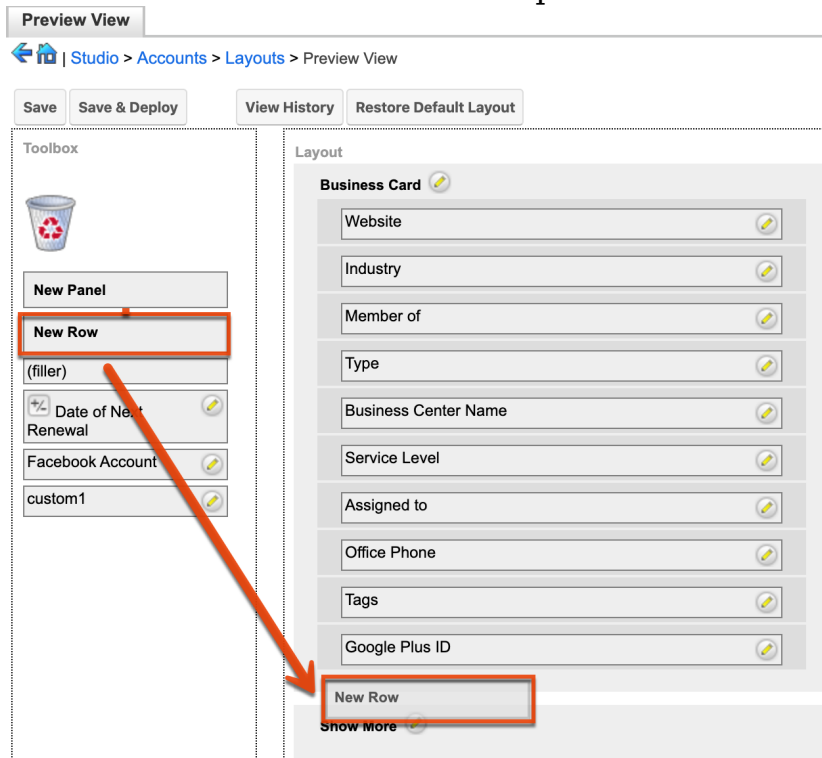 Preview View
| Studio > Accounts > Layouts > Preview View
Save Save & Deploy View History Restore Default Layout
Toolbox
New Panel
New Row
(filler)
+/- Date of Next
Renewal
Facebook Account
custom1
Layout
Business Card
Website
Industry
Member of
Type
Business Center Name
Service Level
Assigned to
Office Phone
Tags
Google Plus ID
New Row
Show More